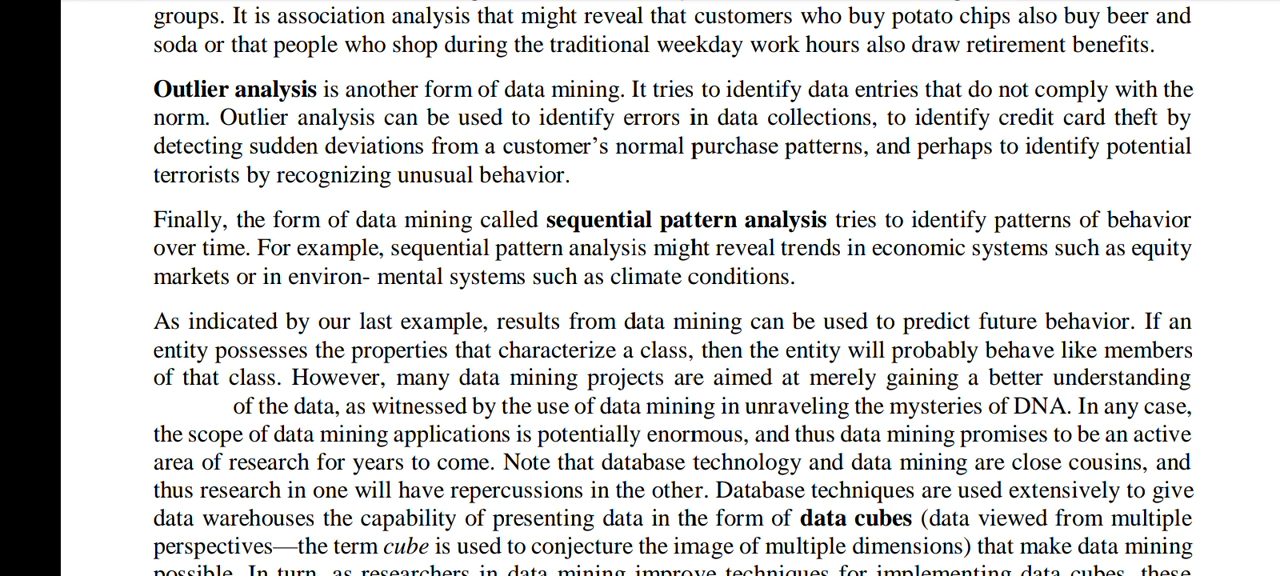 groups. It is association analysis that might reveal that customers who buy potato chips also buy beer and
soda or that people who shop during the traditional weekday work hours also draw retirement benefits.
Outlier analysis is another form of data mining. It tries to identify data entries that do not comply with the
norm. Outlier analysis can be used to identify errors in data collections, to identify credit card theft by
detecting sudden deviations from a customer’s normal purchase patterns, and perhaps to identify potential
terrorists by recognizing unusual behavior.
Finally, the form of data mining called sequential pattern analysis tries to identify patterns of behavior
over time. For example, sequential pattern analysis might reveal trends in economic systems such as equity
markets or in environ- mental systems such as climate conditions.
As indicated by our last example, results from data mining can be used to predict future behavior. If an
entity possesses the properties that characterize a class, then the entity will probably behave like members
of that class. However, many data mining projects are aimed at merely gaining a better understanding
of the data, as witnessed by the use of data mining in unraveling the mysteries of DNA. In any case,
the scope of data mining applications is potentially enormous, and thus data mining promises to be an active
area of research for years to come. Note that database technology and data mining are close cousins, and
thus research in one will have repercussions in the other. Database techniques are used extensively to give
data warehouses the capability of presenting data in the form of data cubes (data viewed from multiple
perspectives—the term cube is used to conjecture the image of multiple dimensions) that make data mining
possible. In turn, as researchers in data mining improve techniques for implementing data cubes, these